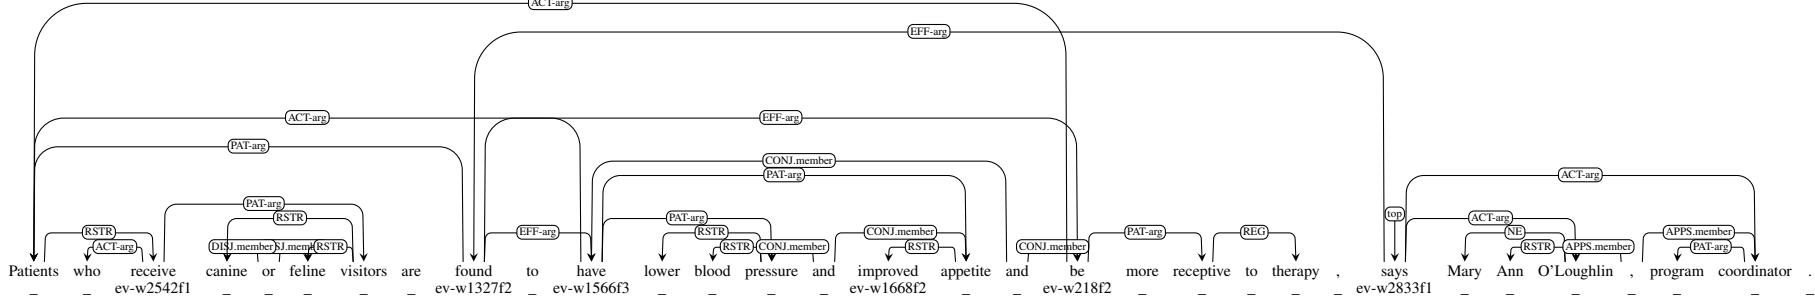 ACT-arg
EFF-arg
ACT-arg EFF-arg
PAT-arg
CONJ.member
PAT-arg ACT-arg
PAT-arg
RSTR PAT-arg top ACT-arg
RSTR EFF-arg RSTR CONJ.member PAT-arg REG NE APPS.member
ACT-arg DISJ.member RSTR RSTR CONJ.member RSTR CONJ.member RSTR APPS.member PAT-arg
Patients who receive canine or feline visitors are found to have lower blood pressure and improved appetite and be more receptive to therapy , says Mary Ann O'Loughlin , program coordinator .
_ _ ev-w2542f1 _ _ _ _ _ ev-w1327f2 _ ev-w1566f3 _ _ _ _ ev-w1668f2 _ _ ev-w218f2 _ _ _ _ _ ev-w2833f1 _ _ _ _ _ _ _